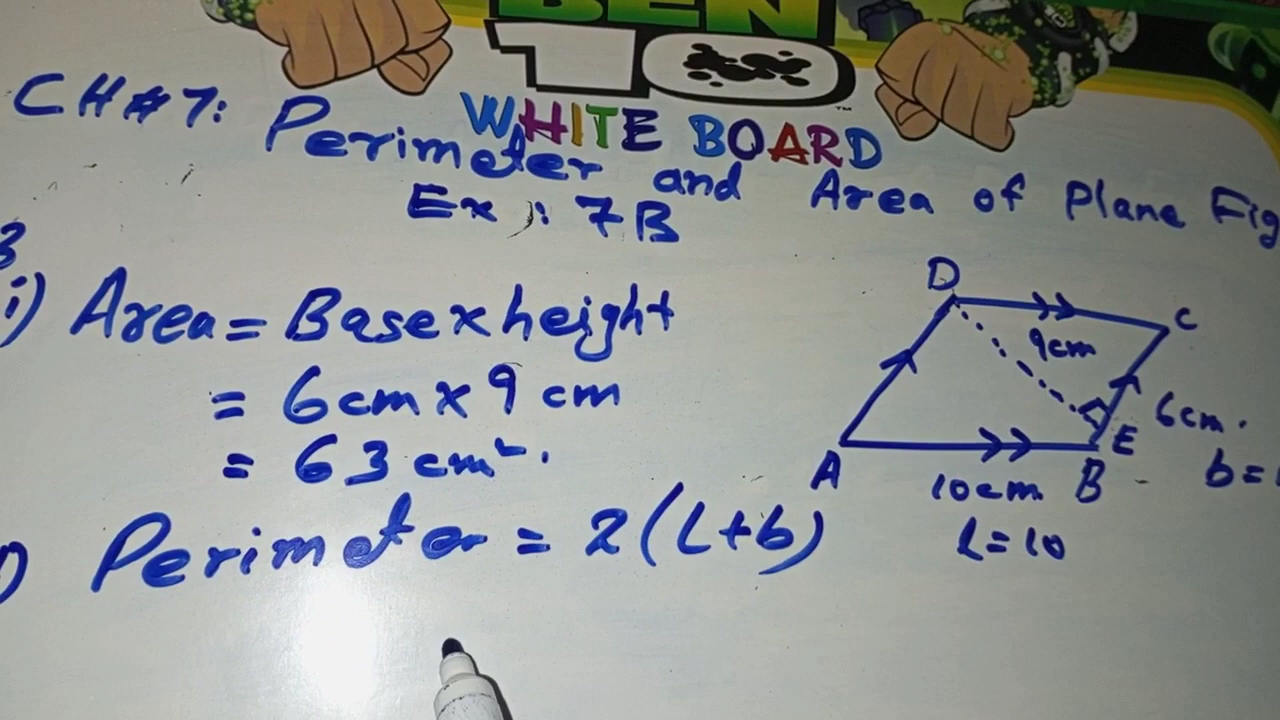 BEN
10
™
WHITE BOARD
CH#7: Perimeter and Area of Plane Fig
Ex : 7B
3
i) Area = Base x height
= 6cm x 9 cm
= 63 cm².
) Perimeter = 2(l+b)
D
C
9cm
6cm.
E
A
B
10cm
b=
l=10